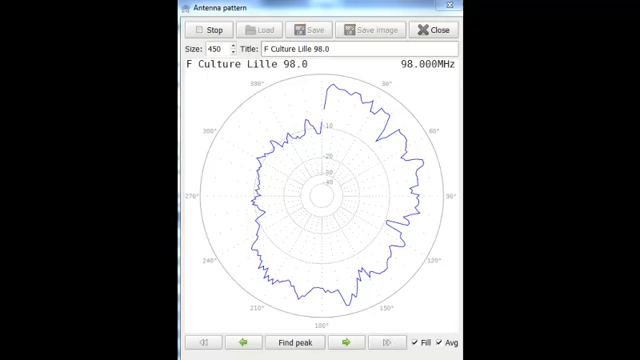 Antenna pattern
Stop Load Save Save image Close
Size: 450 Title: F Culture Lille 98.0
F Culture Lille 98.0 98.000MHz
330° 30°
300° 60°
-10
-20
-30
-40
270° 90°
240° 120°
210° 150°
180°
Find peak Fill Avg